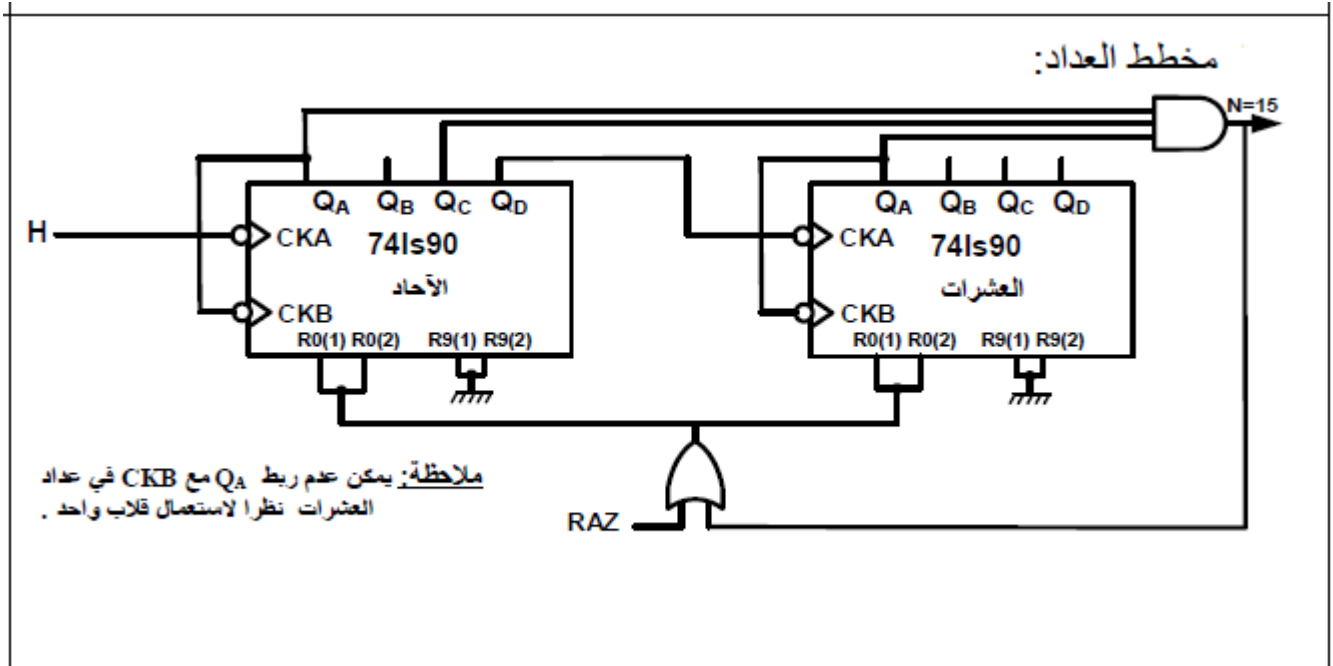 مخطط العداد:
N=15
QA QB QC QD
QA QB QC QD
H
CKA
74ls90
CKA
74ls90
الآحاد
العشرات
CKB
CKB
R0(1) R0(2) R9(1) R9(2)
R0(1) R0(2) R9(1) R9(2)
ملاحظة: يمكن عدم ربط QA مع CKB في عداد
العشرات نظرا لاستعمال قلاب واحد .
RAZ